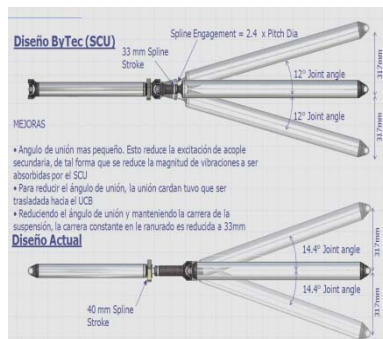 Diseño ByTec (SCU)
Spline Engagement = 2.4 x Pitch Dia
33 mm Spline
Stroke
12° Joint angle
317mm
12° Joint angle
317mm
MEJORAS
• Angulo de unión mas pequeño. Esto reduce la excitación de acople
secundaria, de tal forma que se reduce la magnitud de vibraciones a ser
absorbidas por el SCU
• Para reducir el ángulo de unión, la unión cardan tuvo que ser
trasladada hacia el UCB
• Reduciendo el ángulo de unión y manteniendo la carrera de la
suspensión, la carrera constante en le ranurado es reducida a 33mm
Diseño Actual
14.4° Joint angle
317mm
14.4° Joint angle
317mm
40 mm Spline
Stroke